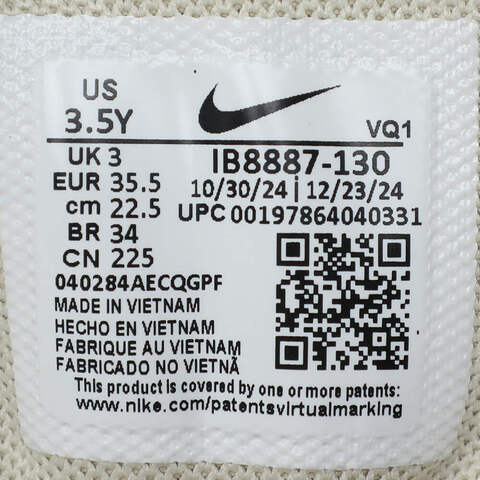 US
3.5Y
VQ1
UK 3
EUR 35.5
cm 22.5
BR 34
CN 225
IB8887-130
10/30/24 | 12/23/24
UPC 00197864040331
040284AECQGPF
MADE IN VIETNAM
HECHO EN VIETNAM
FABRIQUE AU VIETNAM
FABRICADO NO VIETNÃ
This product is covered by one or more patents:
www.nike.com/patentsvirtualmarking